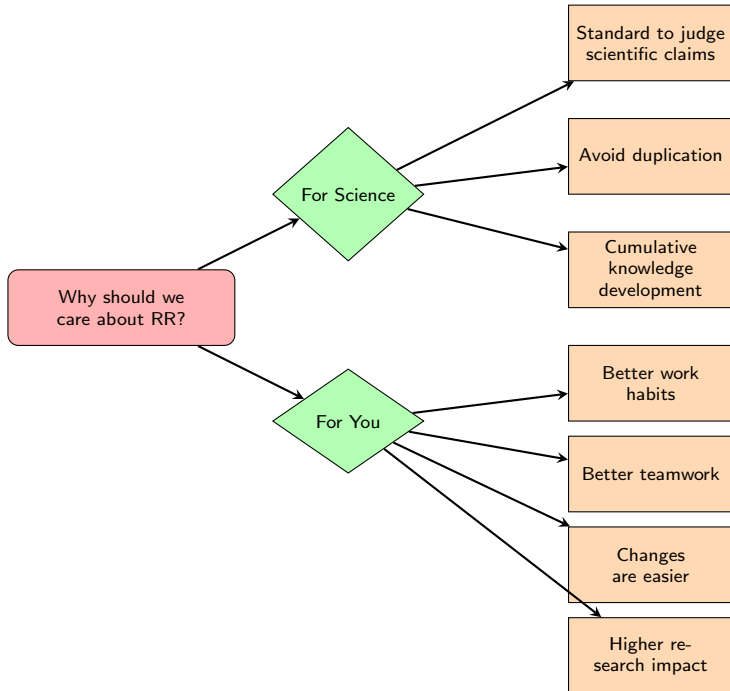 Why should we
care about RR?
For Science
Standard to judge
scientific claims
Avoid duplication
Cumulative
knowledge
development
For You
Better work
habits
Better teamwork
Changes
are easier
Higher re-
search impact